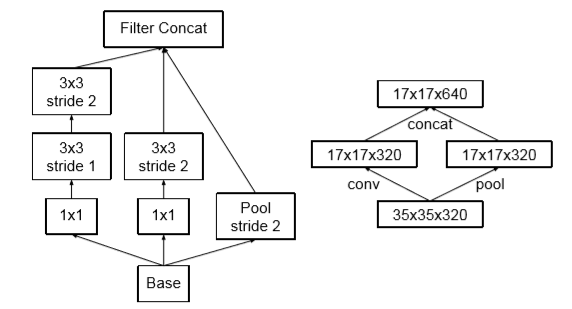 Filter Concat
3x3
stride 2
3x3
stride 1
3x3
stride 2
1x1
1x1
Pool
stride 2
Base
17x17x640
concat
17x17x320
17x17x320
conv
pool
35x35x320